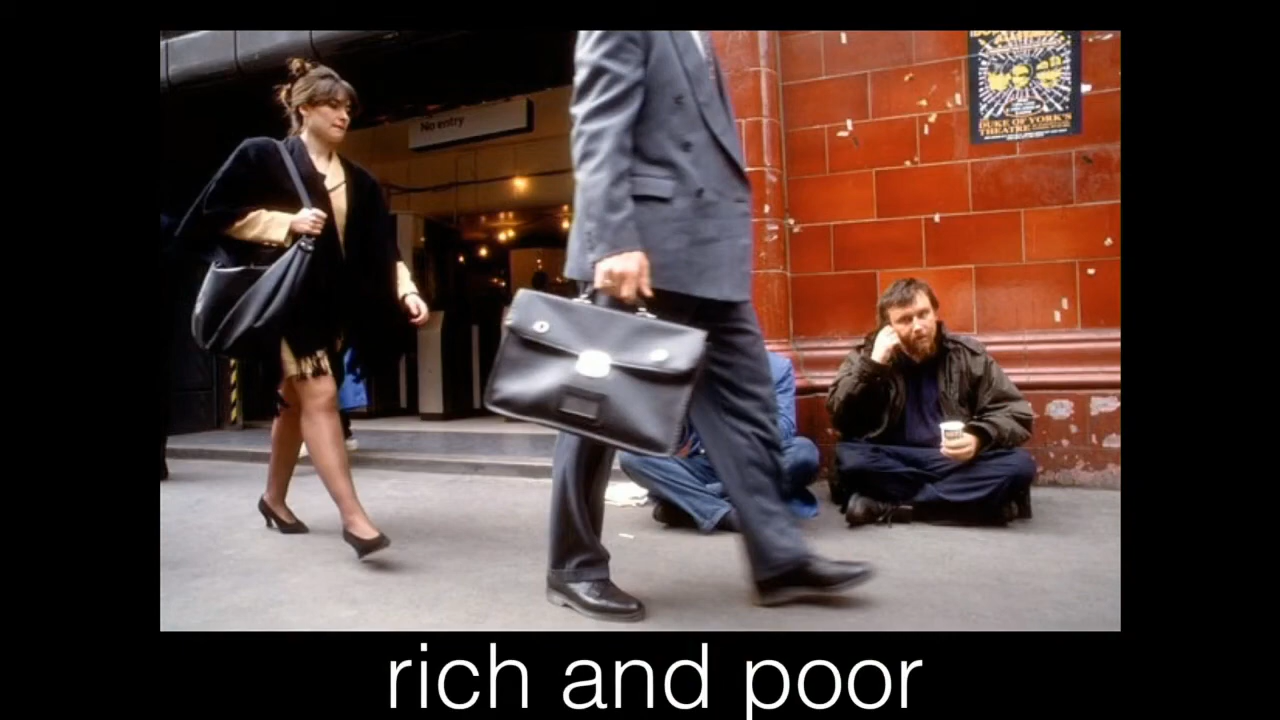 No entry
DUKE OF YORK'S
THEATRE
rich and poor